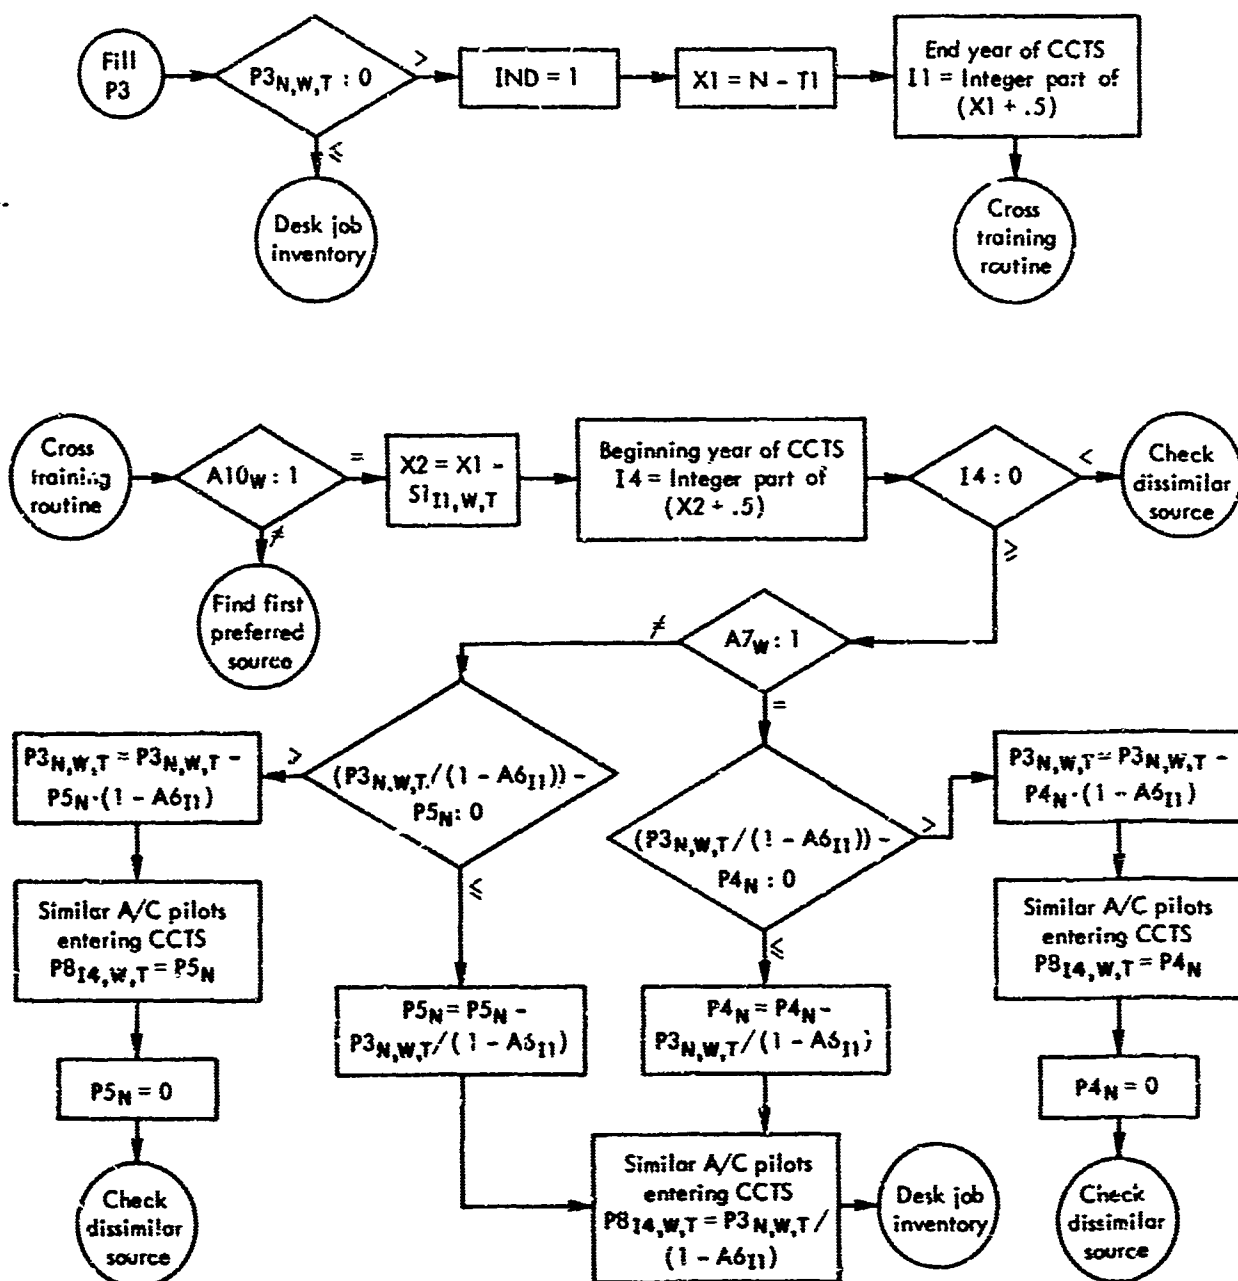 Fill
P3
P3N,W,T : 0
>
≤
IND = 1
X1 = N - T1
End year of CCTS
I1 = Integer part of
(X1 + .5)
Desk job
inventory
Cross
training
routine
Cross
training
routine
A10W : 1
=
≠
X2 = X1 -
S1I1,W,T
Beginning year of CCTS
I4 = Integer part of
(X2 + .5)
I4 : 0
<
≥
Check
dissimilar
source
Find first
preferred
source
A7W : 1
≠
=
P3N,W,T = P3N,W,T -
P5N·(1 - A6I1)
>
(P3N,W,T/(1 - A6I1)) -
P5N : 0
≤
(P3N,W,T/(1 - A6I1)) -
P4N : 0
>
≤
P3N,W,T = P3N,W,T -
P4N·(1 - A6I1)
Similar A/C pilots
entering CCTS
P8I4,W,T = P5N
P5N = P5N -
P3N,W,T/(1 - A6I1)
P4N = P4N -
P3N,W,T/(1 - A6I1)
Similar A/C pilots
entering CCTS
P8I4,W,T = P4N
P5N = 0
P4N = 0
Check
dissimilar
source
Similar A/C pilots
entering CCTS
P8I4,W,T = P3N,W,T/
(1 - A6I1)
Desk job
inventory
Check
dissimilar
source